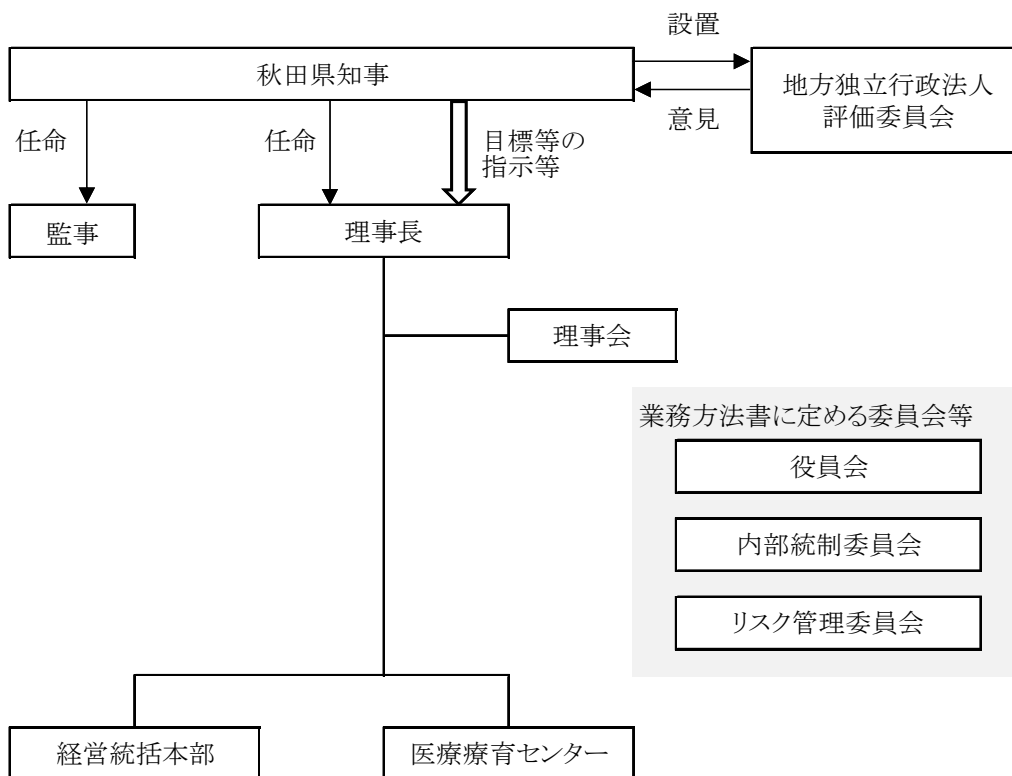 設置
秋田県知事
地方独立行政法人
評価委員会
意見
任命
任命
目標等の
指示等
監事
理事長
理事会
業務方法書に定める委員会等
役員会
内部統制委員会
リスク管理委員会
経営統括本部
医療療育センター